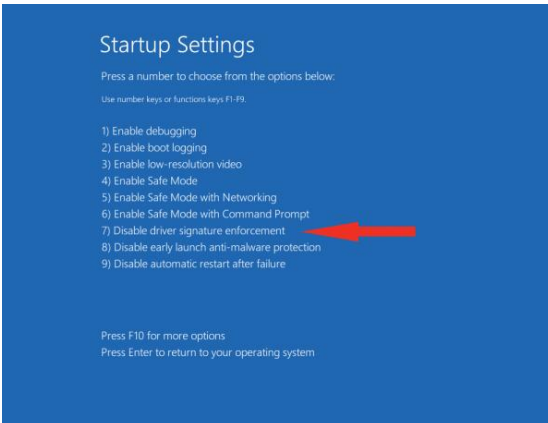 Startup Settings
Press a number to choose from the options below:
Use number keys or functions keys F1-F9.
1) Enable debugging
2) Enable boot logging
3) Enable low-resolution video
4) Enable Safe Mode
5) Enable Safe Mode with Networking
6) Enable Safe Mode with Command Prompt
7) Disable driver signature enforcement
8) Disable early launch anti-malware protection
9) Disable automatic restart after failure
Press F10 for more options
Press Enter to return to your operating system